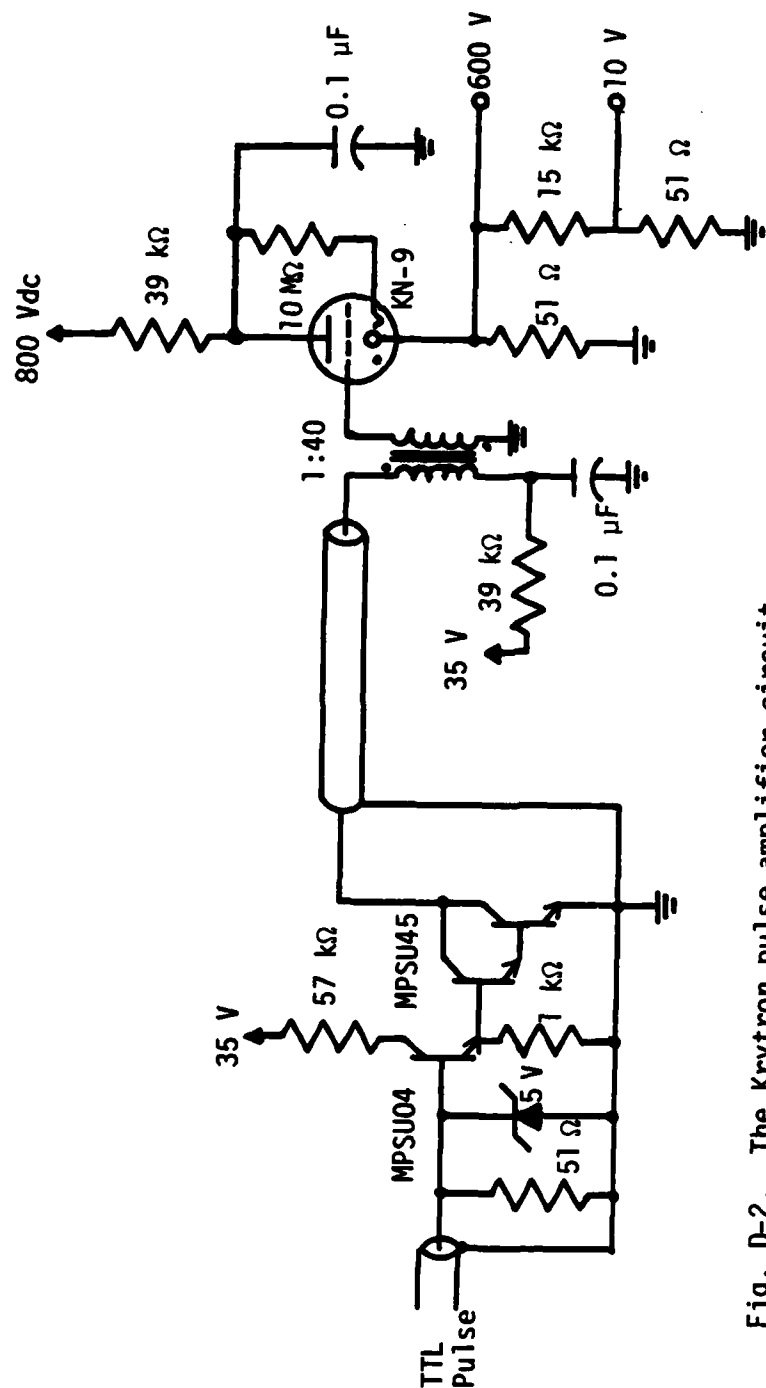 800 Vdc
39 kΩ
0.1 µF
10 MΩ
KN-9
600 V
15 kΩ
10 V
51 Ω
51 Ω
1:40
39 kΩ
35 V
0.1 µF
35 V
57 kΩ
MPSU45
MPSU04
1 kΩ
5 V
51 Ω
TTL
Pulse
Fig. D-2. The Krytron pulse amplifier circuit